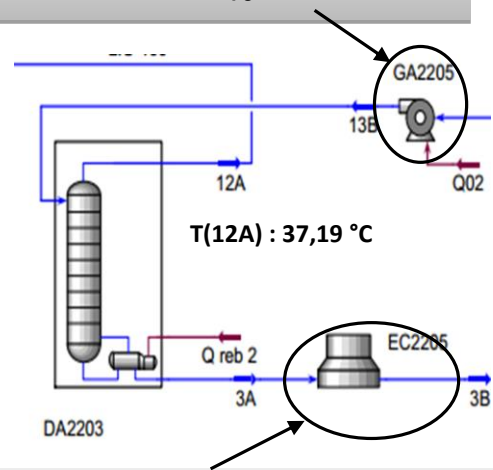 GA2205
13B
12A
Q02
T(12A) : 37,19 °C
EC2205
Q reb 2
3A
3B
DA2203